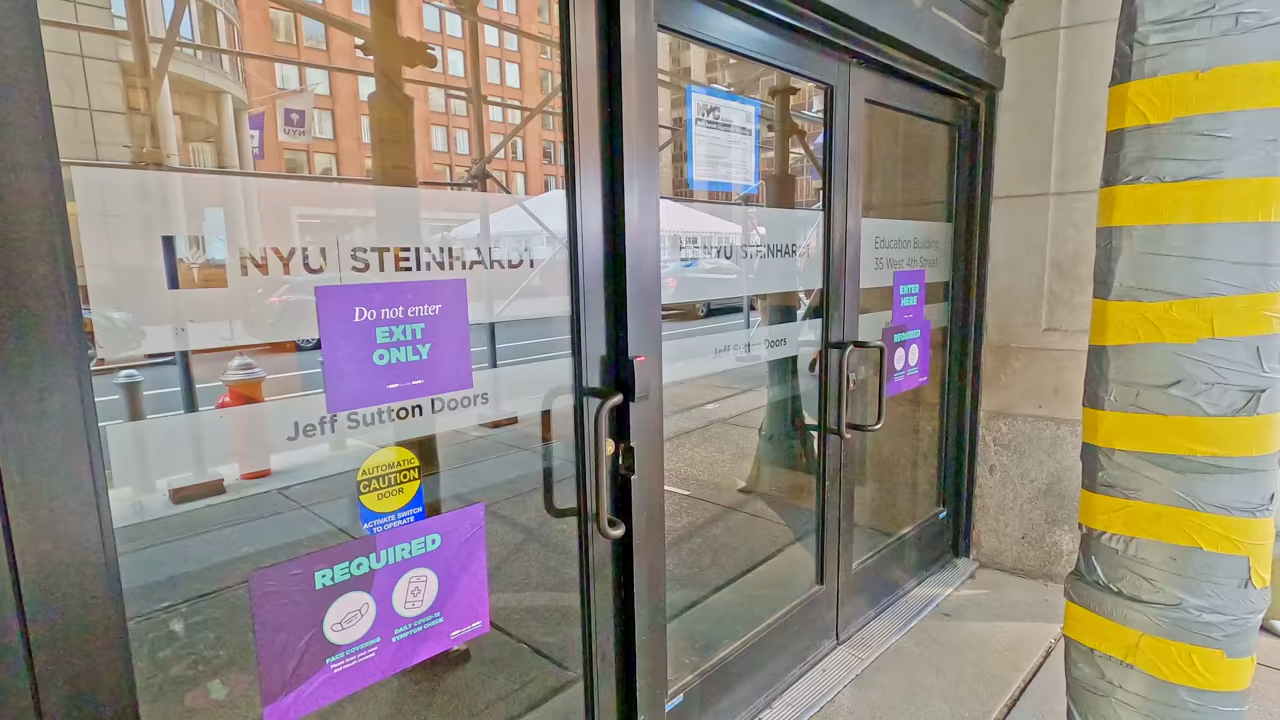 NYU | STEINHARDT
Do not enter
EXIT
ONLY
Jeff Sutton Doors
AUTOMATIC
CAUTION
DOOR
ACTIVATE SWITCH
TO OPERATE
REQUIRED
FACE COVERING
DAILY COVID-19
SYMPTOM CHECK
NYC
NYU STEINHARDT
Jeff Sutton Doors
Education Building
35 West 4th Street
ENTER
HERE
REQUIRED
NYU